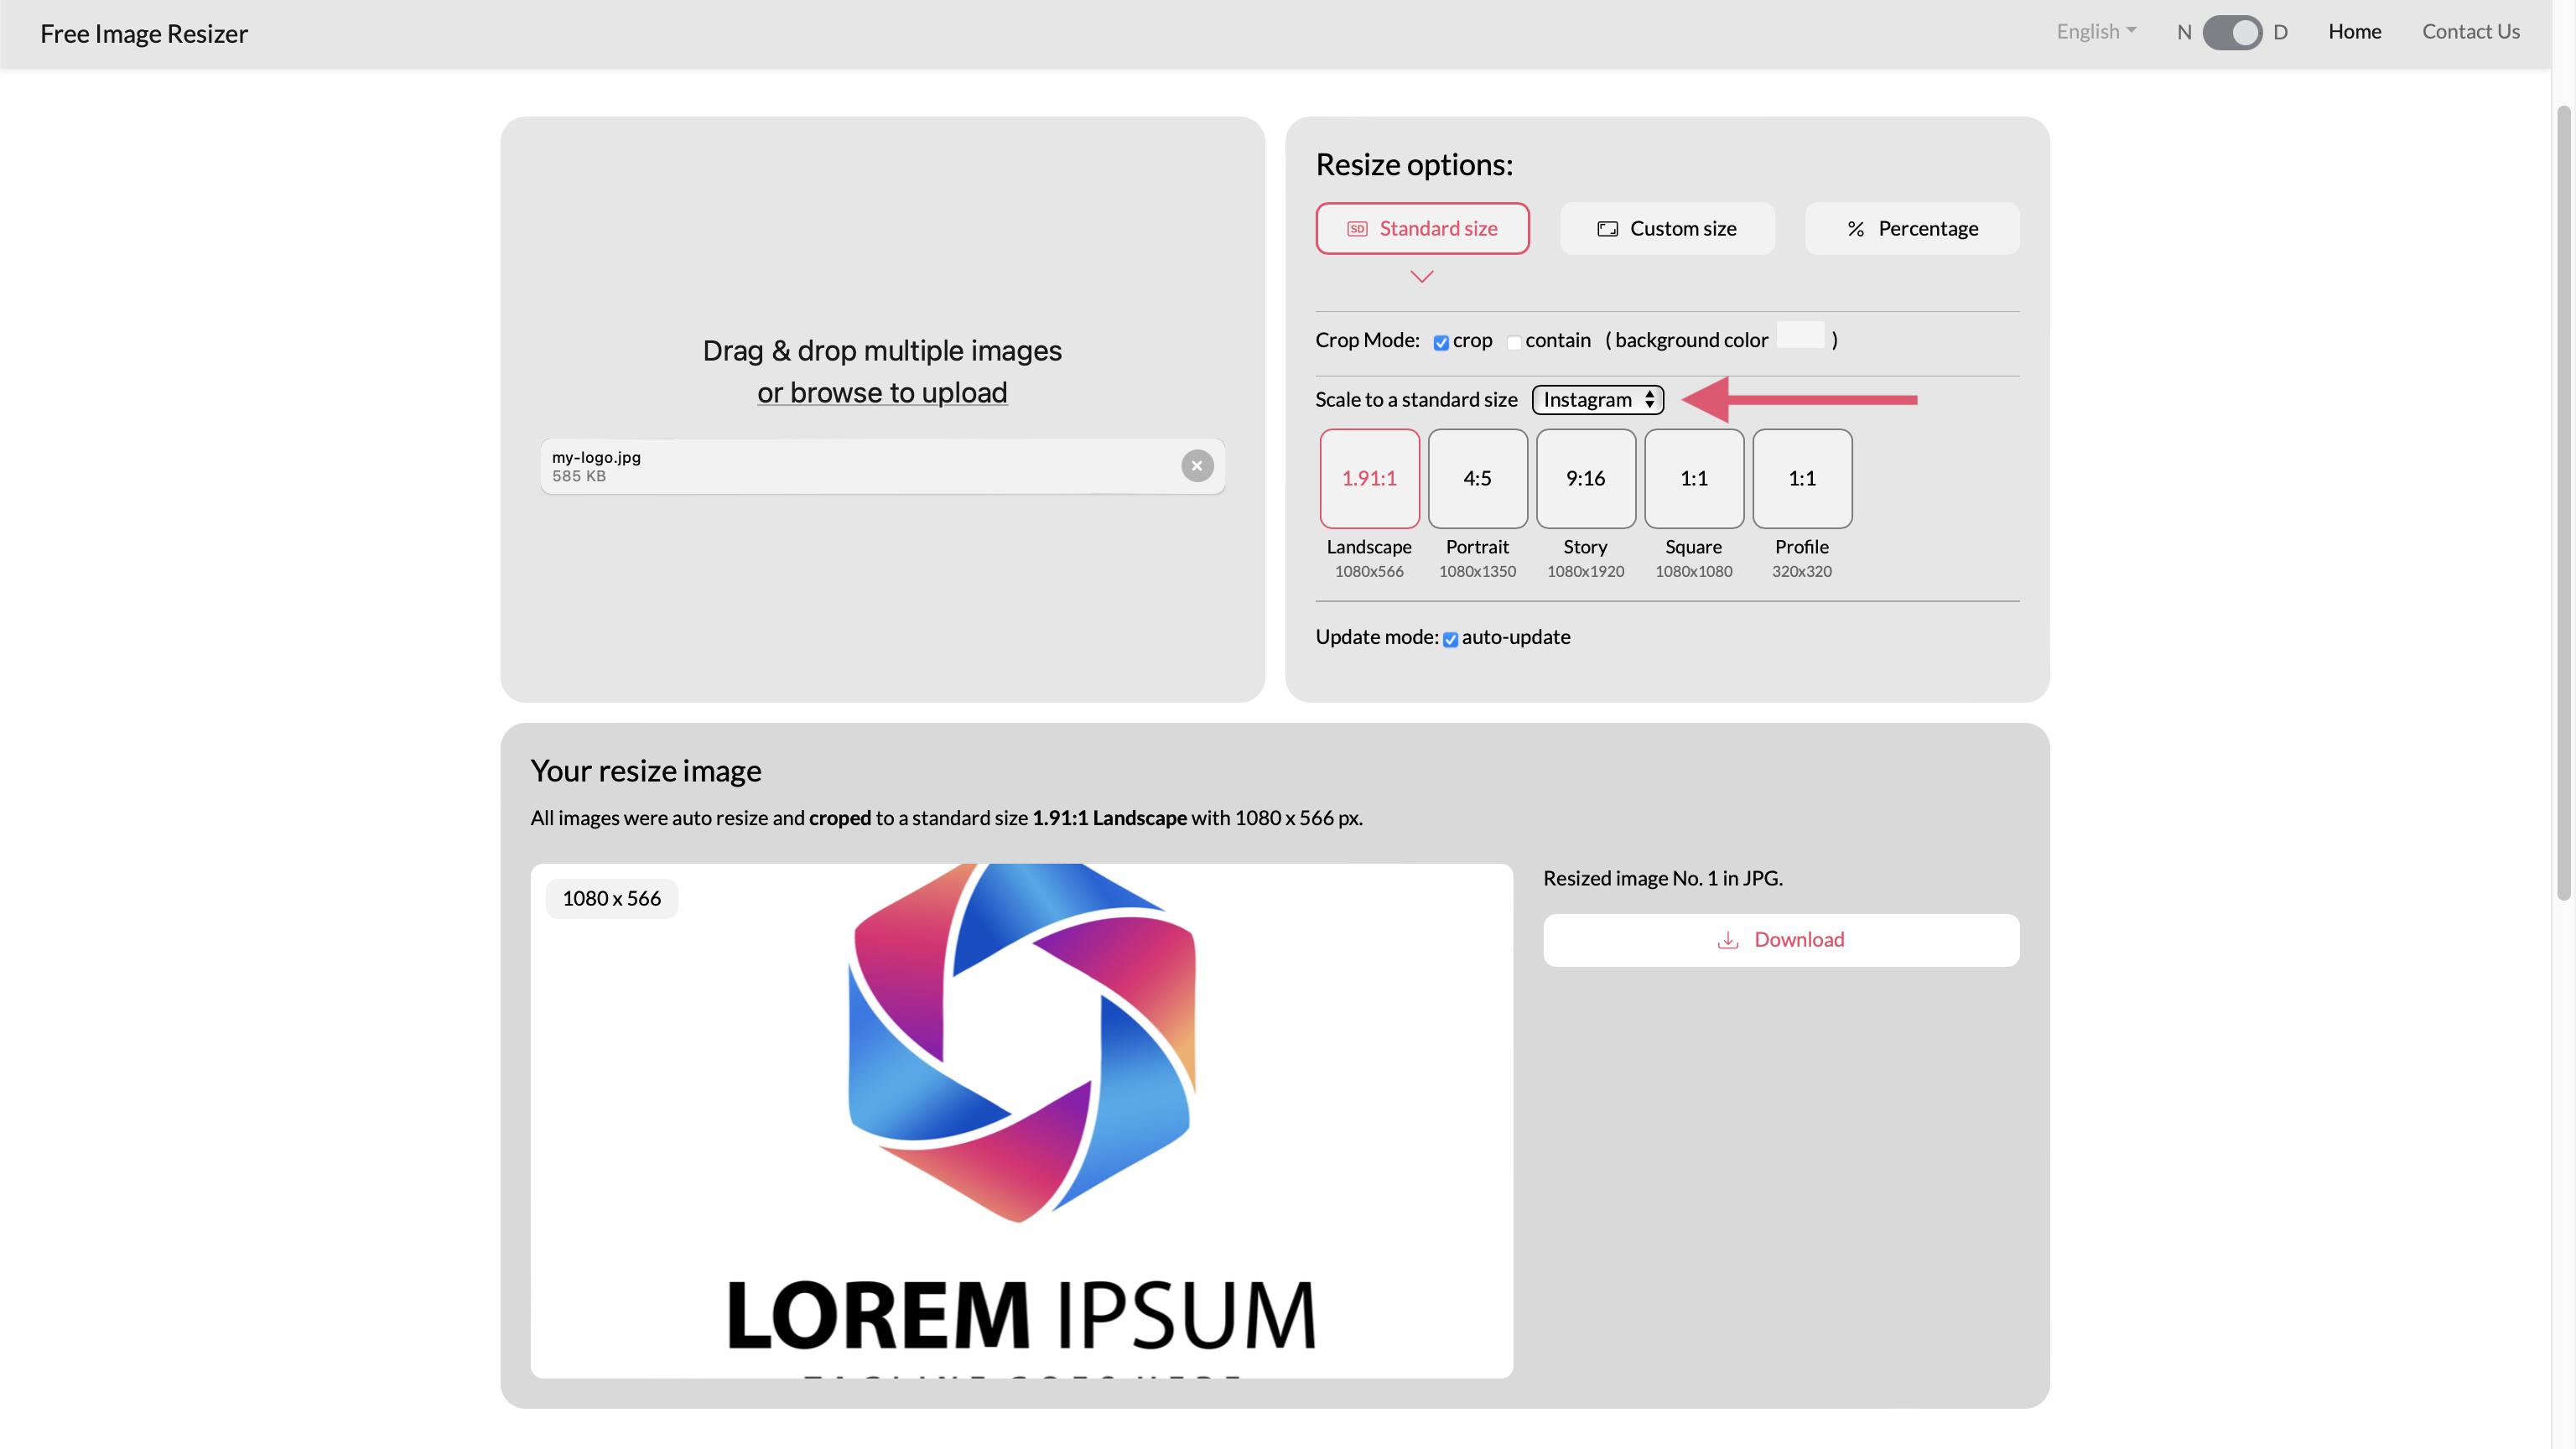 Free Image Resizer
English
N D
Home
Contact Us
Drag & drop multiple images
or browse to upload
my-logo.jpg
585 KB
Resize options:
SD Standard size
Custom size
% Percentage
Crop Mode: crop contain ( background color )
Scale to a standard size Instagram
1.91:1 4:5 9:16 1:1 1:1
Landscape Portrait Story Square Profile
1080x566 1080x1350 1080x1920 1080x1080 320x320
Update mode: auto-update
Your resize image
All images were auto resize and croped to a standard size 1.91:1 Landscape with 1080 x 566 px.
1080 x 566
LOREM IPSUM
Resized image No. 1 in JPG.
Download